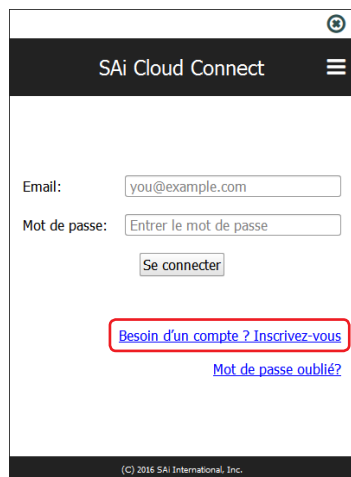 SAi Cloud Connect
Email: you@example.com
Mot de passe: Entrer le mot de passe
Se connecter
Besoin d'un compte ? Inscrivez-vous
Mot de passe oublié?
(C) 2016 SAi International, Inc.